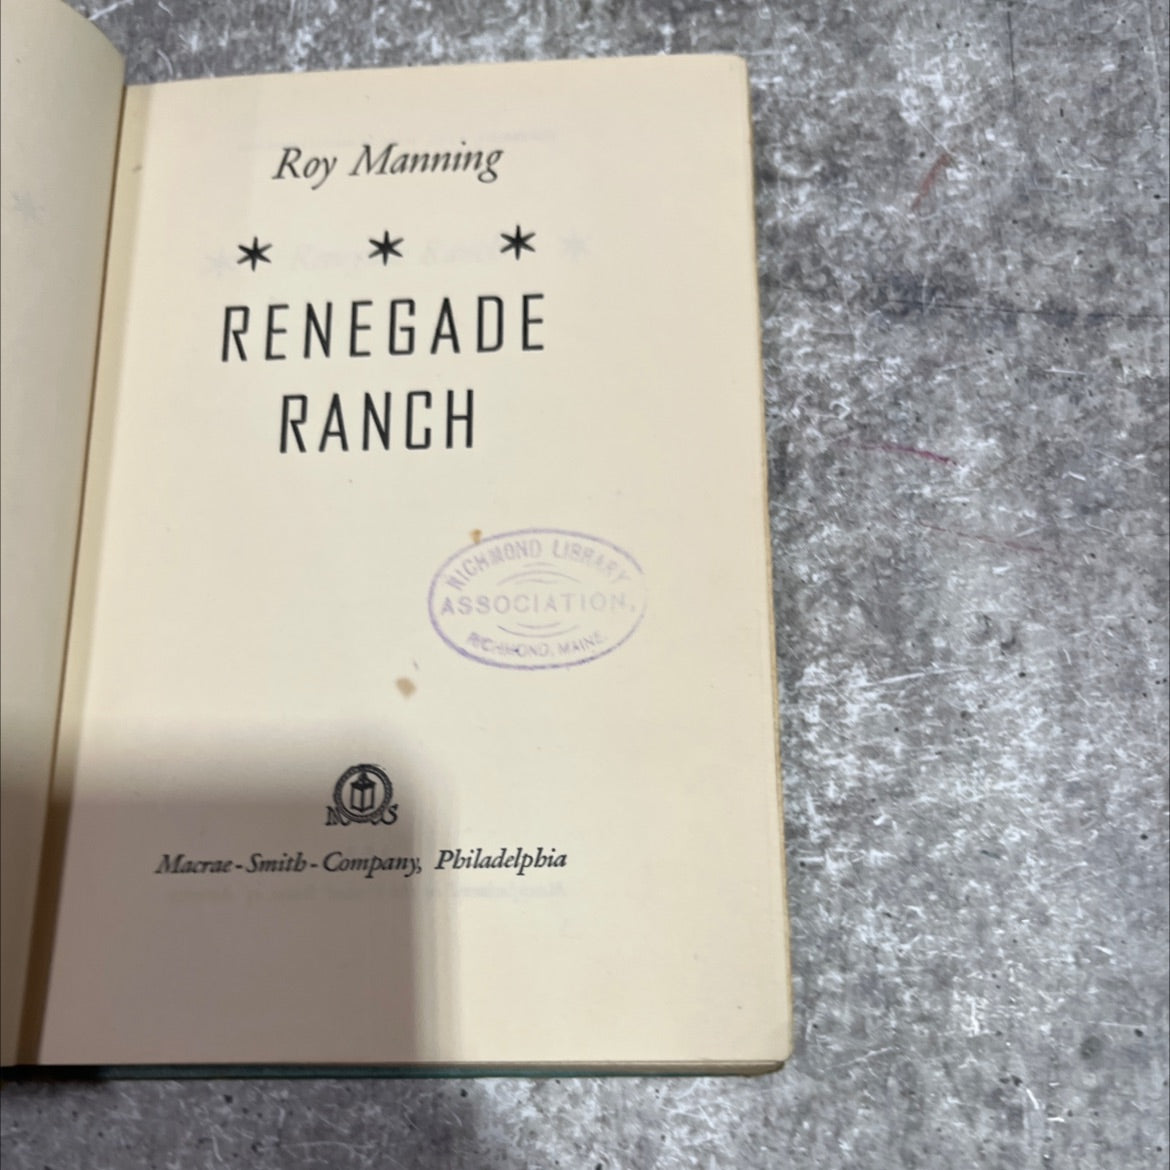 Roy Manning
* * *
RENEGADE
RANCH
RICHMOND LIBRARY
ASSOCIATION,
RICHMOND, MAINE.
Macrae-Smith-Company, Philadelphia